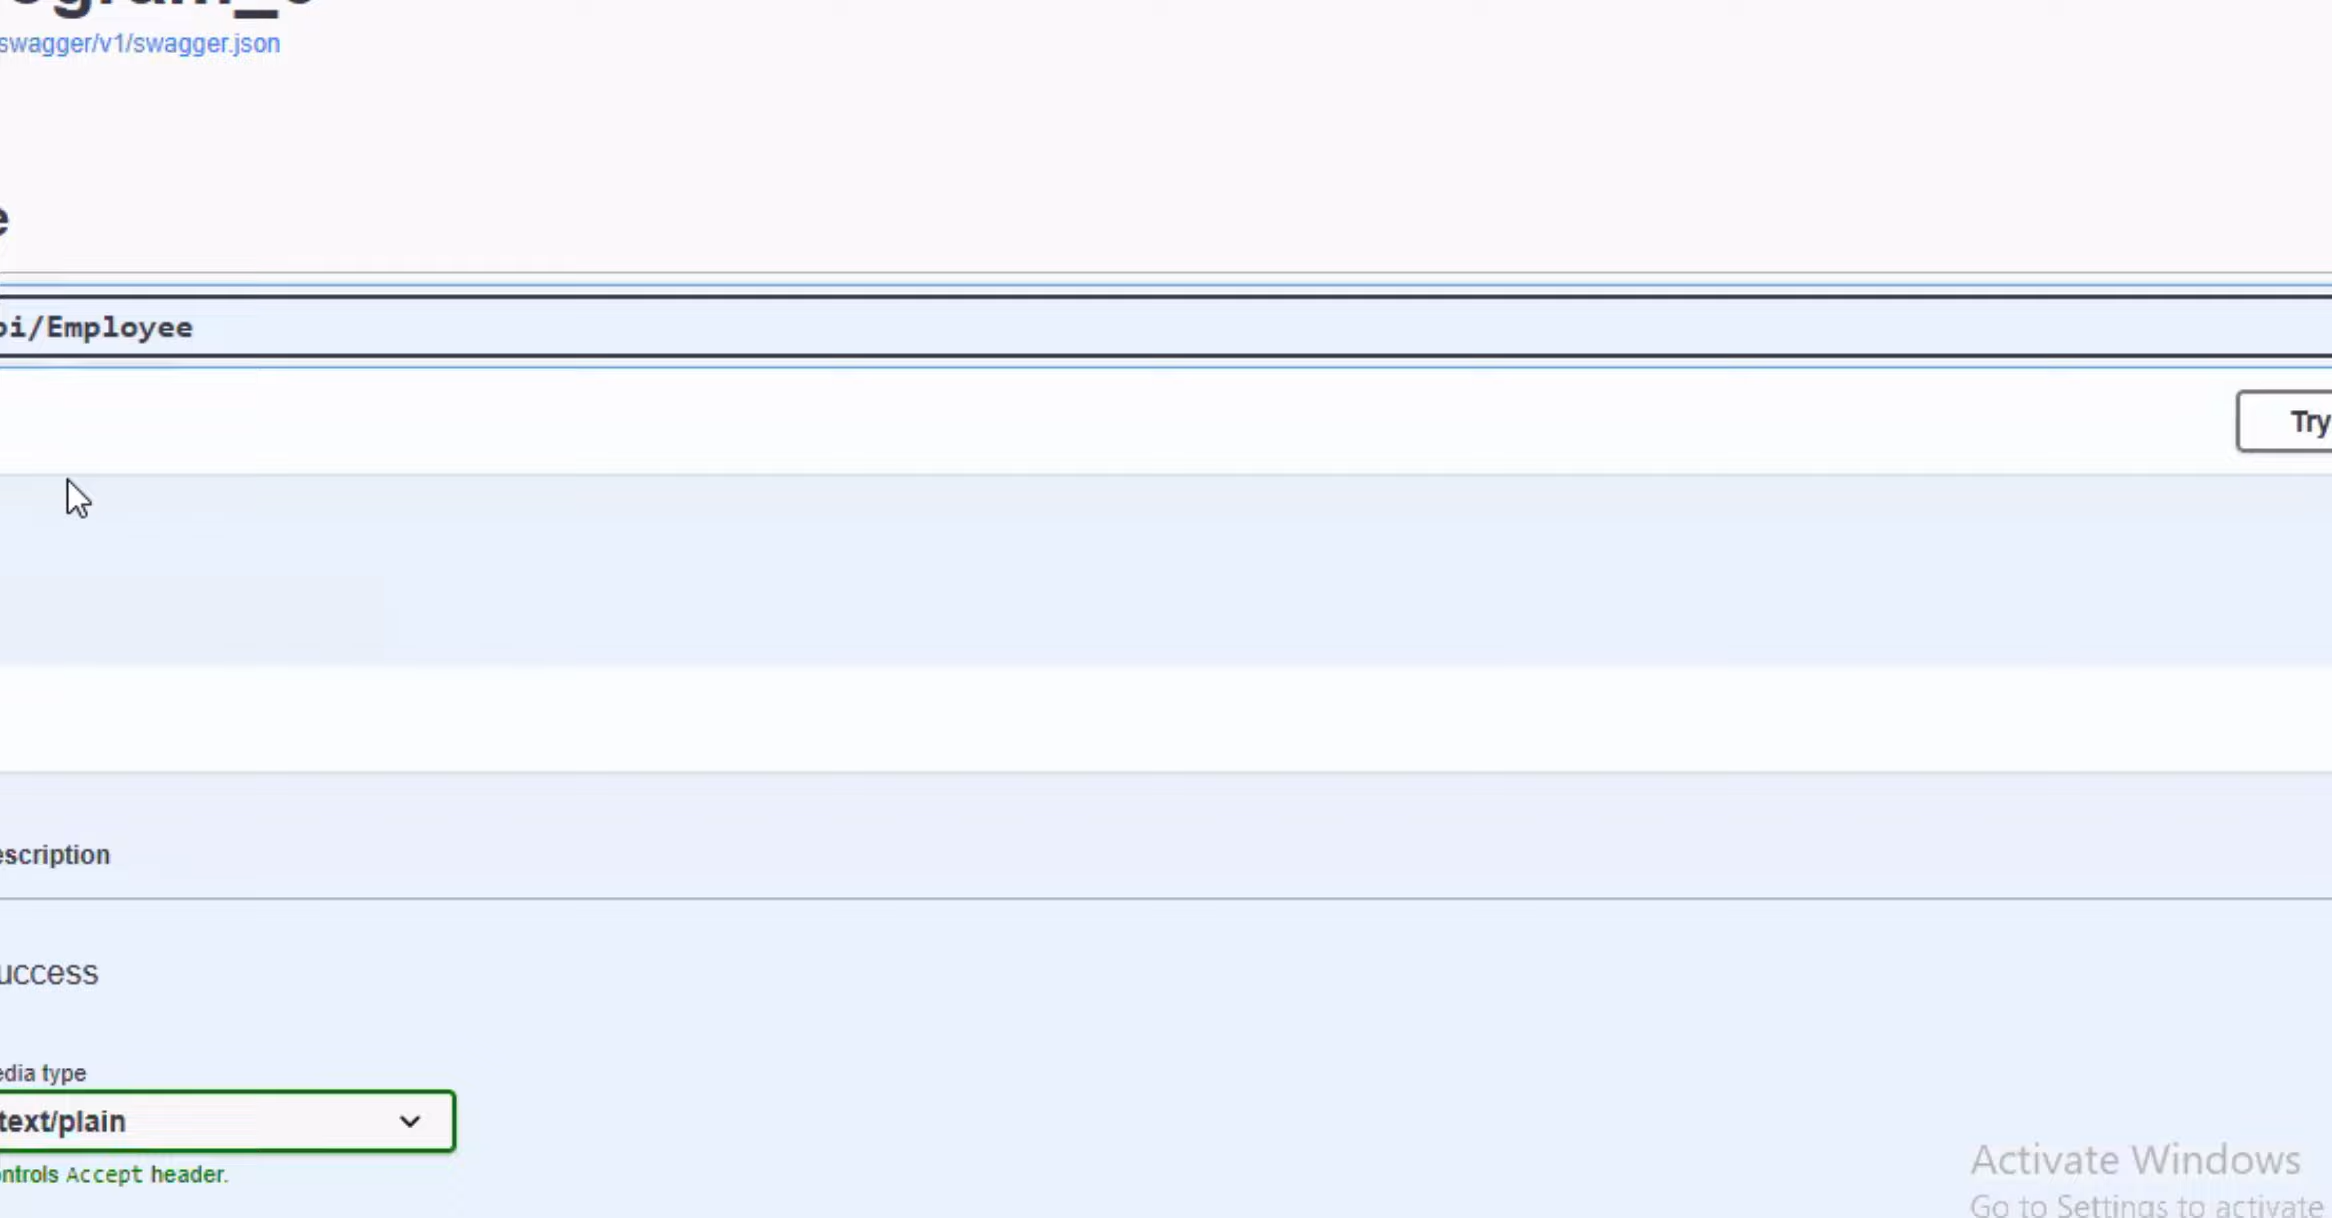 swagger/v1/swagger.json
e
pi/Employee
Try
escription
uccess
edia type
text/plain
ontrols Accept header.
Activate Windows
Go to Settings to activate